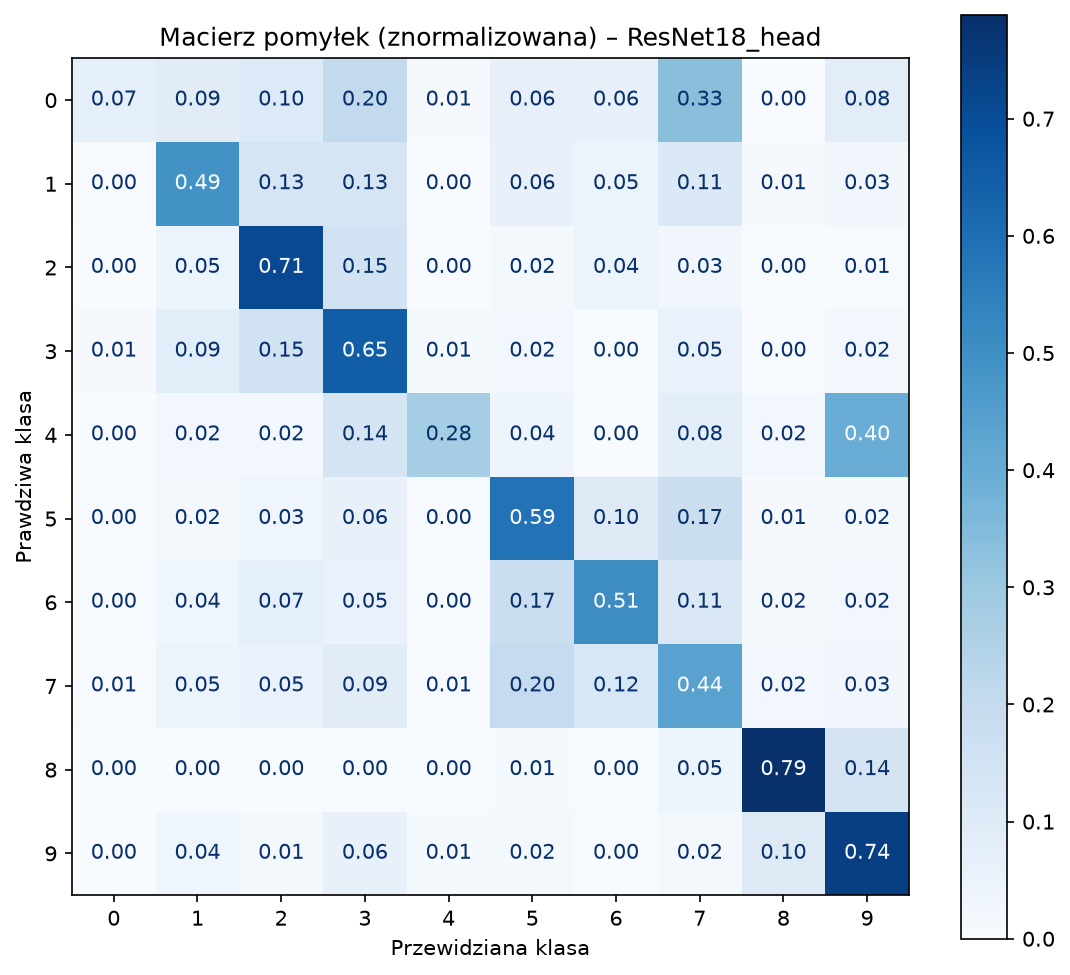 Macierz pomyłek (znormalizowana) – ResNet18_head
0 0.07 0.09 0.10 0.20 0.01 0.06 0.06 0.33 0.00 0.08
1 0.00 0.49 0.13 0.13 0.00 0.06 0.05 0.11 0.01 0.03
2 0.00 0.05 0.71 0.15 0.00 0.02 0.04 0.03 0.00 0.01
3 0.01 0.09 0.15 0.65 0.01 0.02 0.00 0.05 0.00 0.02
4 0.00 0.02 0.02 0.14 0.28 0.04 0.00 0.08 0.02 0.40
5 0.00 0.02 0.03 0.06 0.00 0.59 0.10 0.17 0.01 0.02
6 0.00 0.04 0.07 0.05 0.00 0.17 0.51 0.11 0.02 0.02
7 0.01 0.05 0.05 0.09 0.01 0.20 0.12 0.44 0.02 0.03
8 0.00 0.00 0.00 0.00 0.00 0.01 0.00 0.05 0.79 0.14
9 0.00 0.04 0.01 0.06 0.01 0.02 0.00 0.02 0.10 0.74
0 1 2 3 4 5 6 7 8 9
Przewidziana klasa
Prawdziwa klasa
0.7
0.6
0.5
0.4
0.3
0.2
0.1
0.0